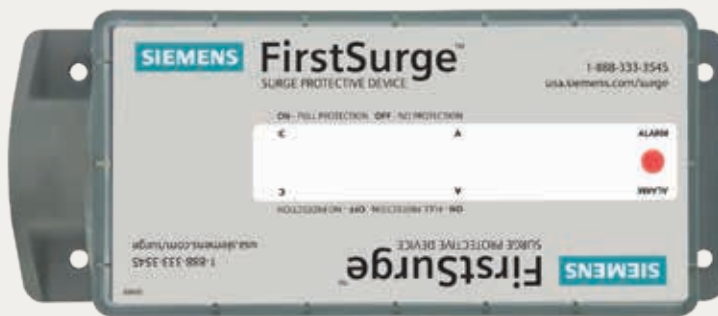 SIEMENS FirstSurge™
SURGE PROTECTIVE DEVICE
1-888-333-3545
usa.siemens.com/surge
ON - FULL PROTECTION OFF - NO PROTECTION
C A ALARM
SIEMENS FirstSurge™
SURGE PROTECTIVE DEVICE
1-888-333-3545
usa.siemens.com/surge
ON - FULL PROTECTION OFF - NO PROTECTION
ALARM A C